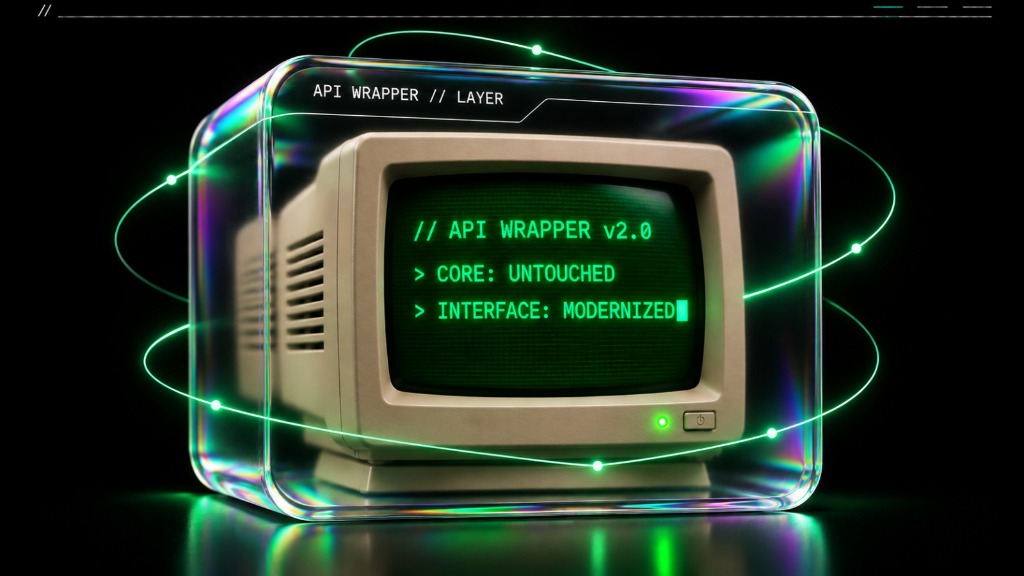 //
API WRAPPER // LAYER
// API WRAPPER v2.0
> CORE: UNTOUCHED
> INTERFACE: MODERNIZED